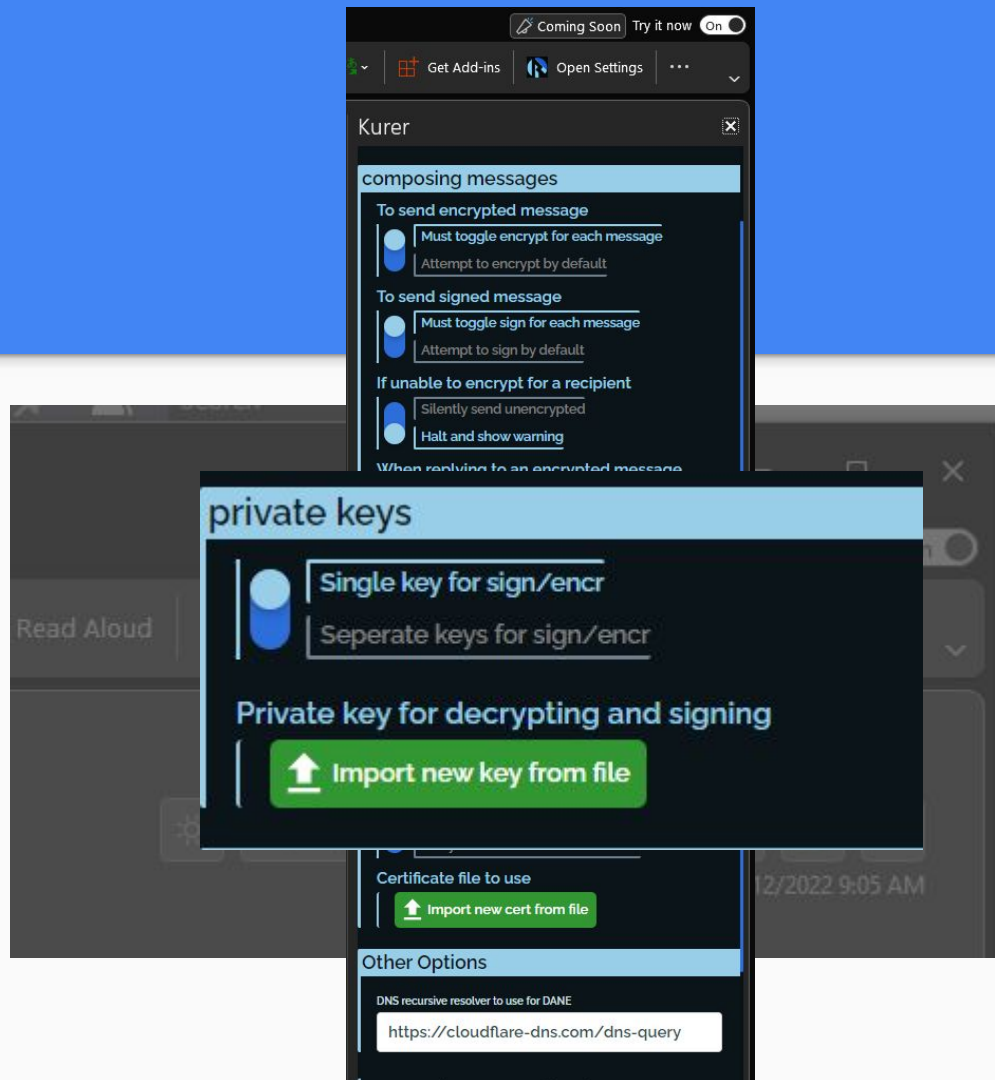 Coming Soon Try it now On
Get Add-ins Open Settings ...
Kurer
composing messages
To send encrypted message
Must toggle encrypt for each message
Attempt to encrypt by default
To send signed message
Must toggle sign for each message
Attempt to sign by default
If unable to encrypt for a recipient
Silently send unencrypted
Halt and show warning
When replying to an encrypted message
private keys
Single key for sign/encr
Seperate keys for sign/encr
Read Aloud
Private key for decrypting and signing
Import new key from file
Certificate file to use
12/2022 9:05 AM
Import new cert from file
Other Options
DNS recursive resolver to use for DANE
https://cloudflare-dns.com/dns-query